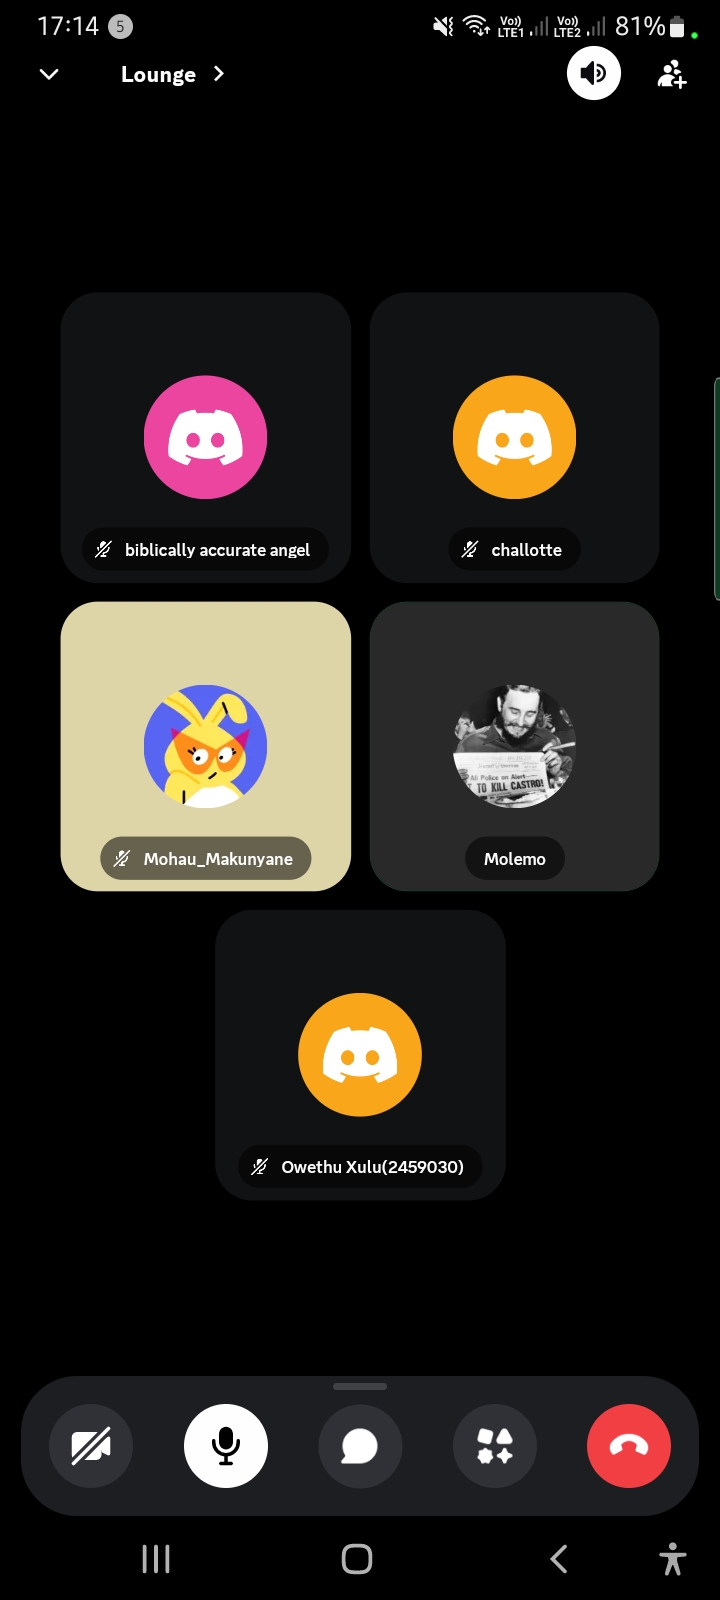 17:14 5 Vo)) LTE1 Vo)) LTE2 81%
Lounge
biblically accurate angel
challotte
All Police on Alert
TO KILL CASTRO!
Mohau_Makunyane
Molemo
Owethu Xulu(2459030)